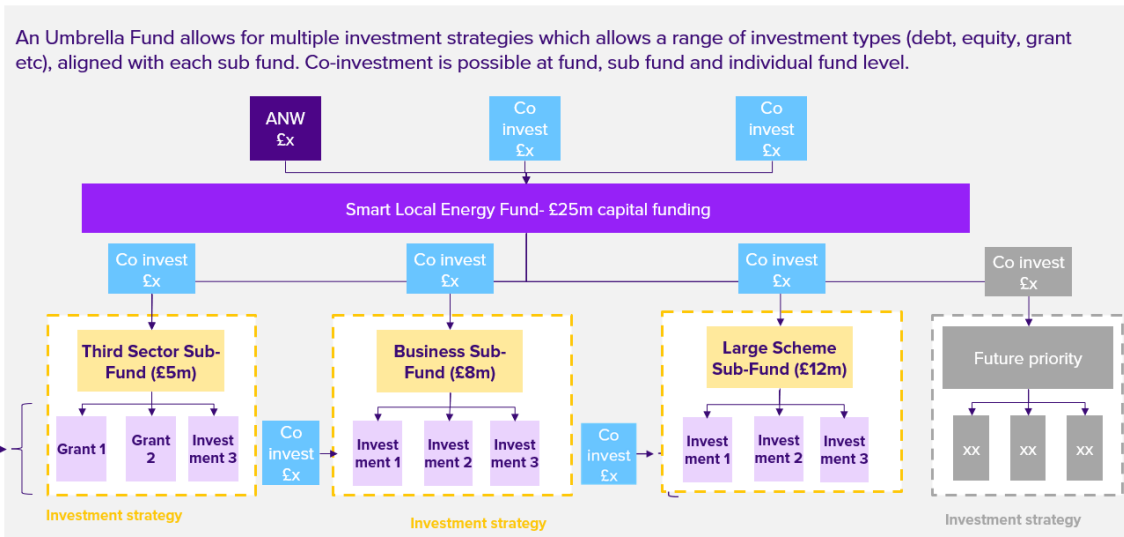 An Umbrella Fund allows for multiple investment strategies which allows a range of investment types (debt, equity, grant
etc), aligned with each sub fund. Co-investment is possible at fund, sub fund and individual fund level.
ANW
£x
Co
invest
£x
Co
invest
£x
Smart Local Energy Fund- £25m capital funding
Co invest
£x
Co invest
£x
Co invest
£x
Co invest
£x
Third Sector Sub-
Fund (£5m)
Business Sub-
Fund (£8m)
Large Scheme
Sub-Fund (£12m)
Future priority
Grant 1
Grant
2
Invest
ment 3
Co
invest
£x
Invest
ment 1
Invest
ment 2
Invest
ment 3
Co
invest
£x
Invest
ment 1
Invest
ment 2
Invest
ment 3
xx
xx
xx
Investment strategy
Investment strategy
Investment strategy